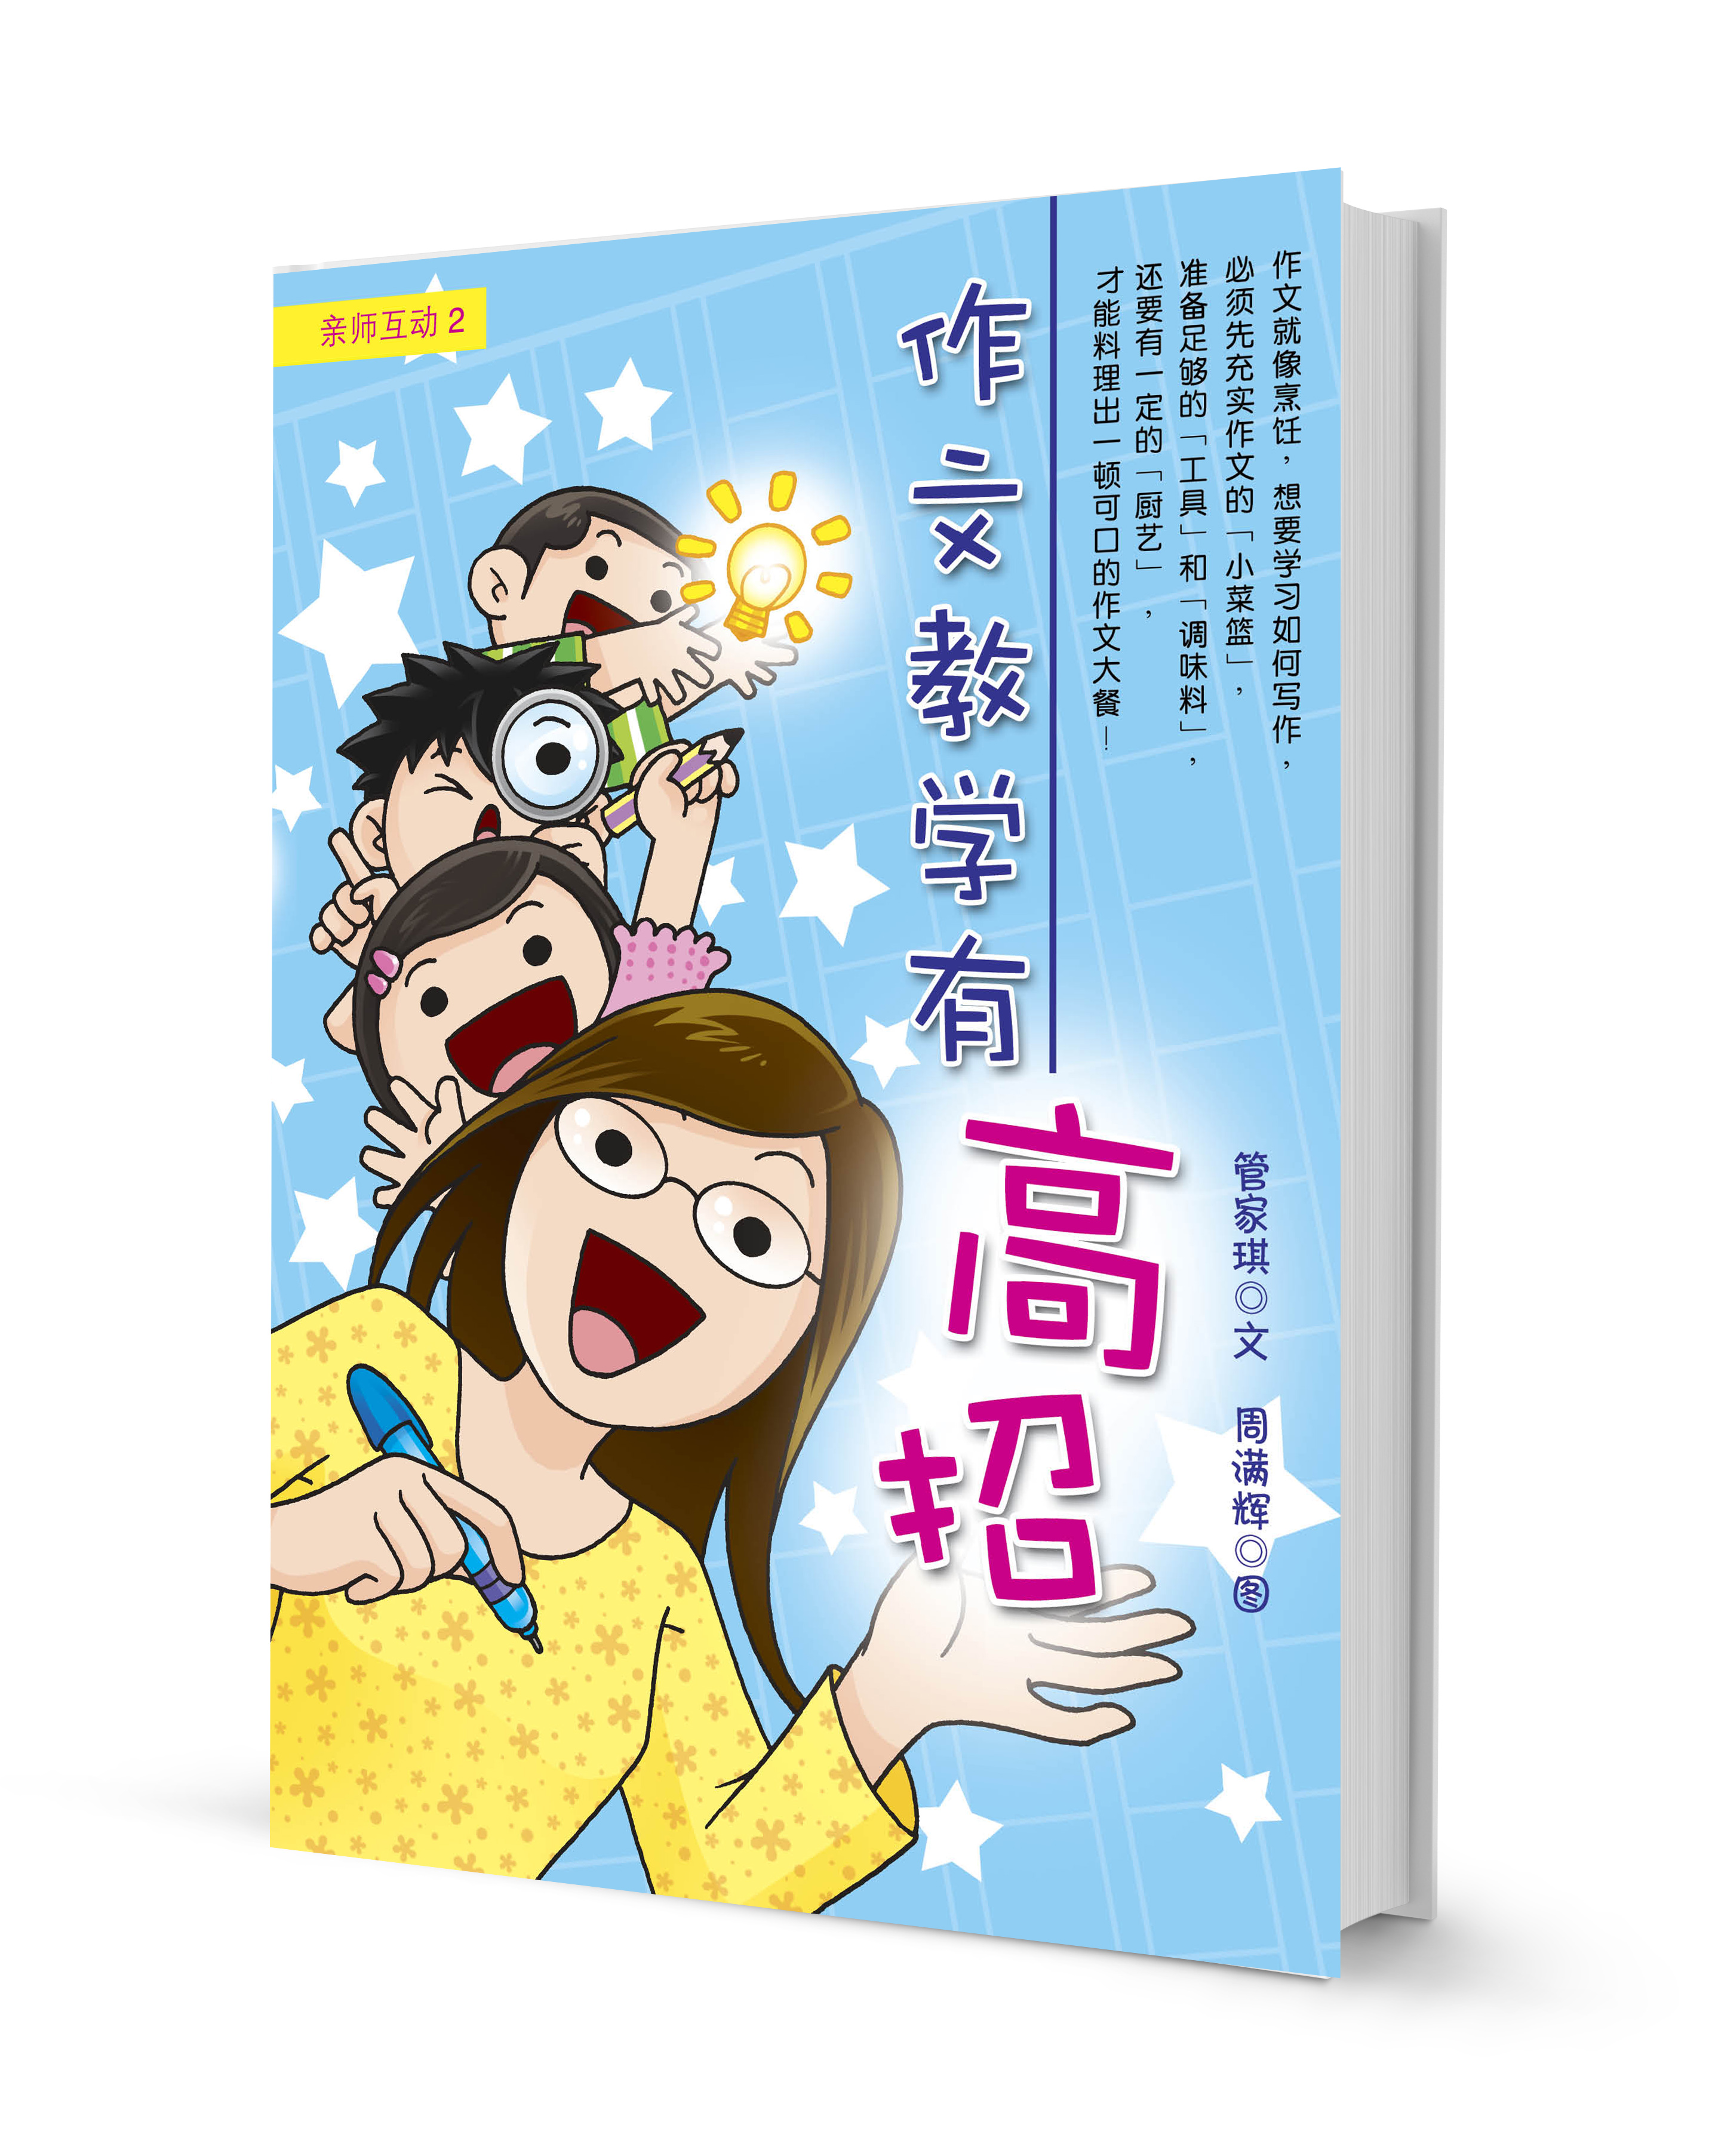 亲师互动 2
作文就像烹饪，想要学习如何写作，
必须先充实作文的「小菜篮」，
准备足够的「工具」和「调味料」，
还要有一定的「厨艺」，
才能料理出一顿可口的作文大餐！
作文教学有
高招
管家琪◎文 周满辉◎图